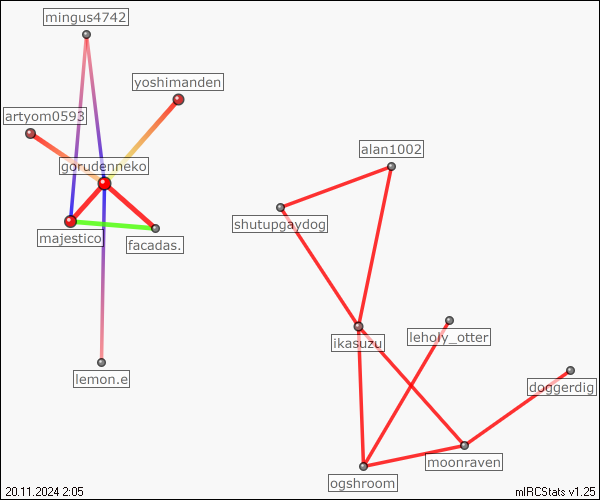 mingus4742
yoshimanden
artyom0593
alan1002
gorudenneko
shutupgaydog
majestico
facadas.
leholy_otter
ikasuzu
lemon.e
doggerdig
moonraven
ogshroom
20.11.2024 2:05
mIRCStats v1.25